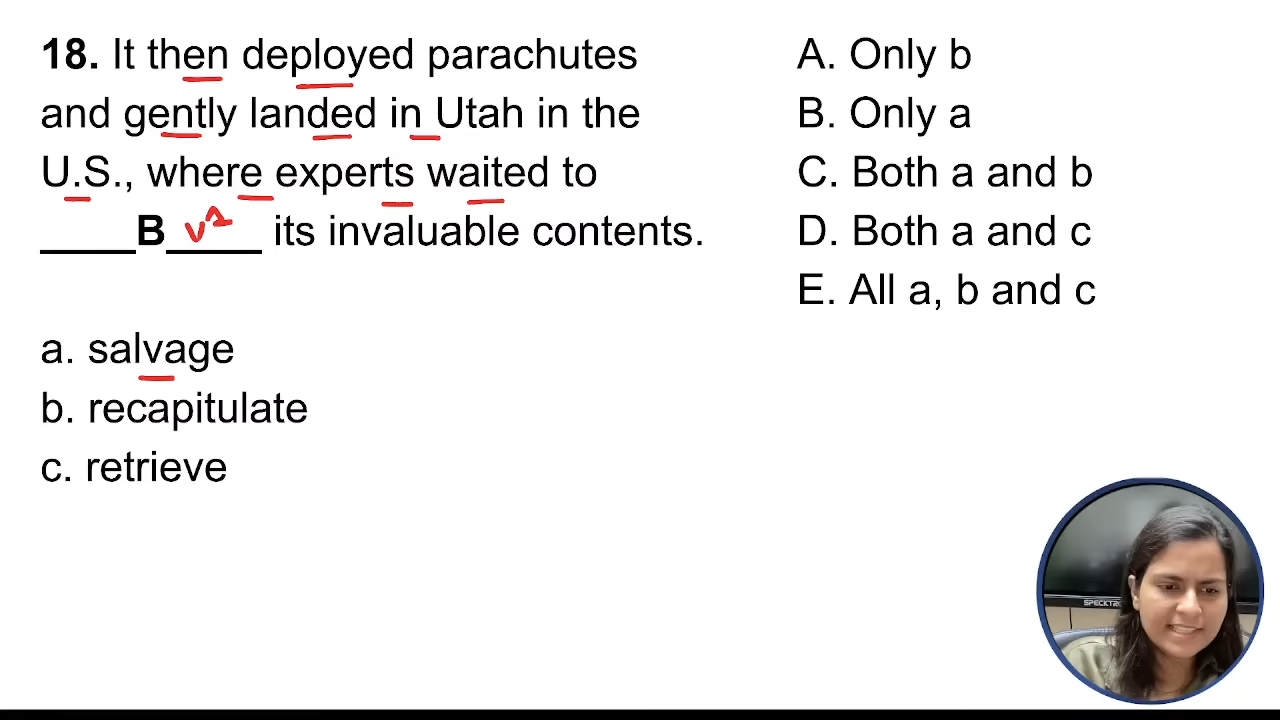 18. It then deployed parachutes
and gently landed in Utah in the
U.S., where experts waited to
____B_v1___ its invaluable contents.
a. salvage
b. recapitulate
c. retrieve
A. Only b
B. Only a
C. Both a and b
D. Both a and c
E. All a, b and c